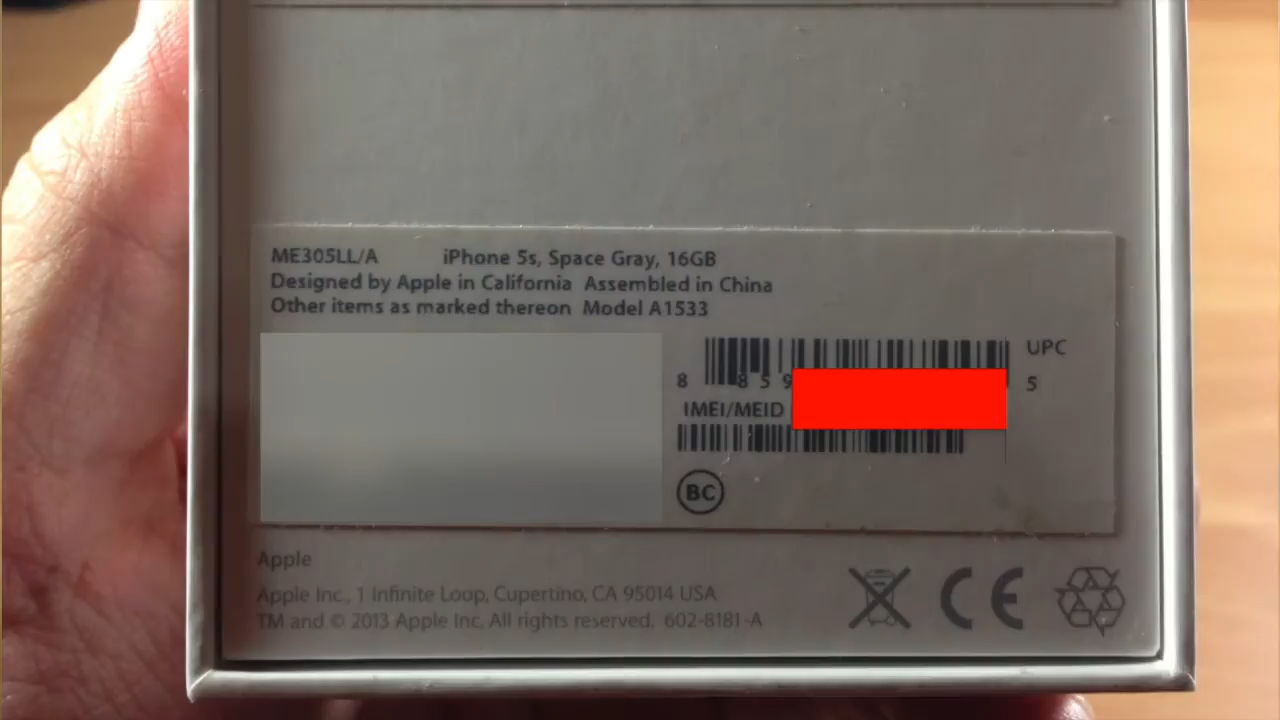 ME305LL/A iPhone 5s, Space Gray, 16GB
Designed by Apple in California Assembled in China
Other items as marked thereon Model A1533
UPC
8 8 5 9 5
IMEI/MEID
BC
Apple
Apple Inc., 1 Infinite Loop, Cupertino, CA 95014 USA
TM and © 2013 Apple Inc. All rights reserved. 602-8181-A
CE